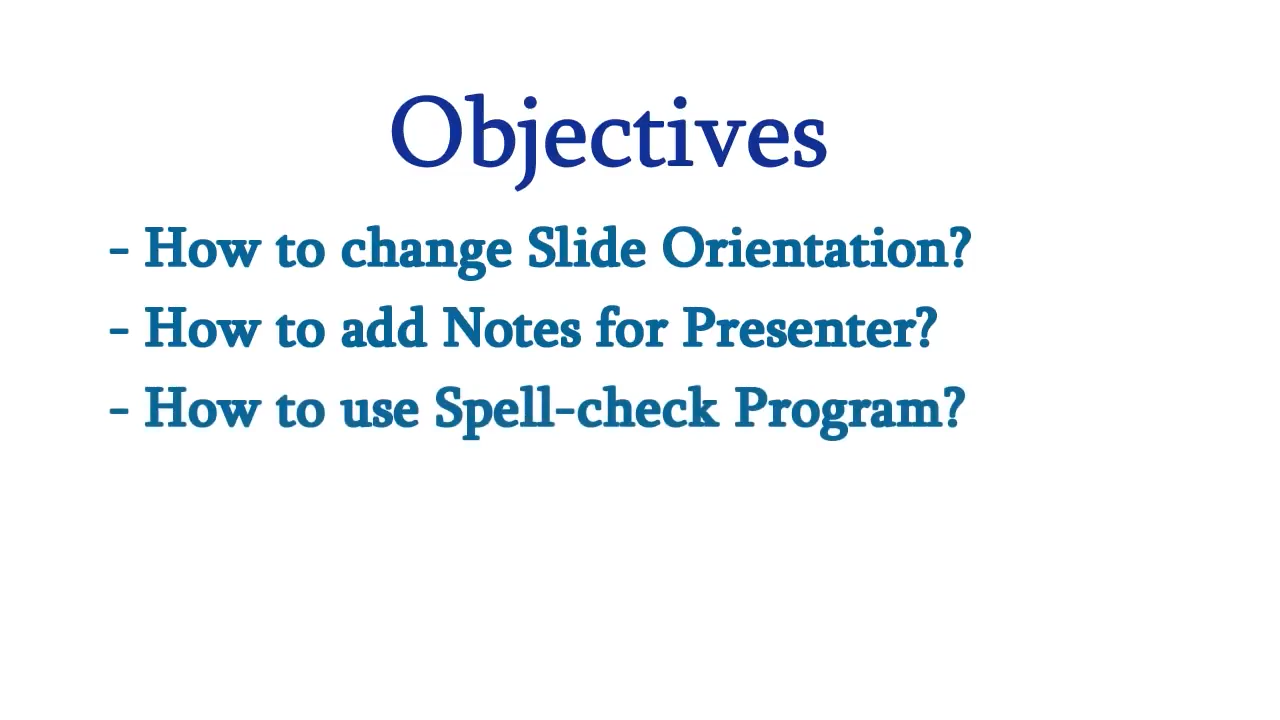 Objectives
- How to change Slide Orientation?
- How to add Notes for Presenter?
- How to use Spell-check Program?